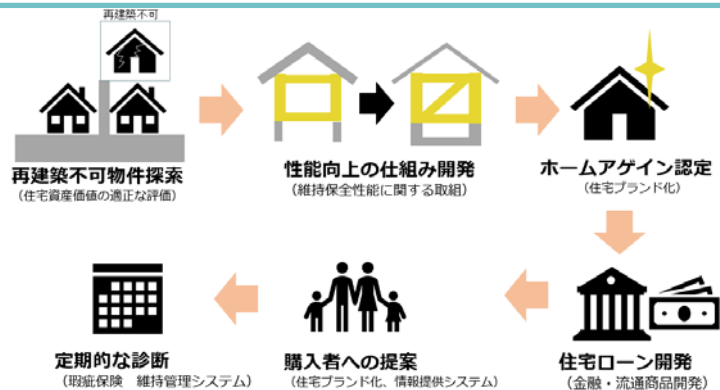 再建築不可
再建築不可物件探索
（住宅資産価値の適正な評価）
性能向上の仕組み開発
（維持保全性能に関する取組）
ホームアゲイン認定
（住宅ブランド化）
住宅ローン開発
（金融・流通商品開発）
購入者への提案
（住宅ブランド化、情報提供システム）
定期的な診断
（瑕疵保険　維持管理システム）